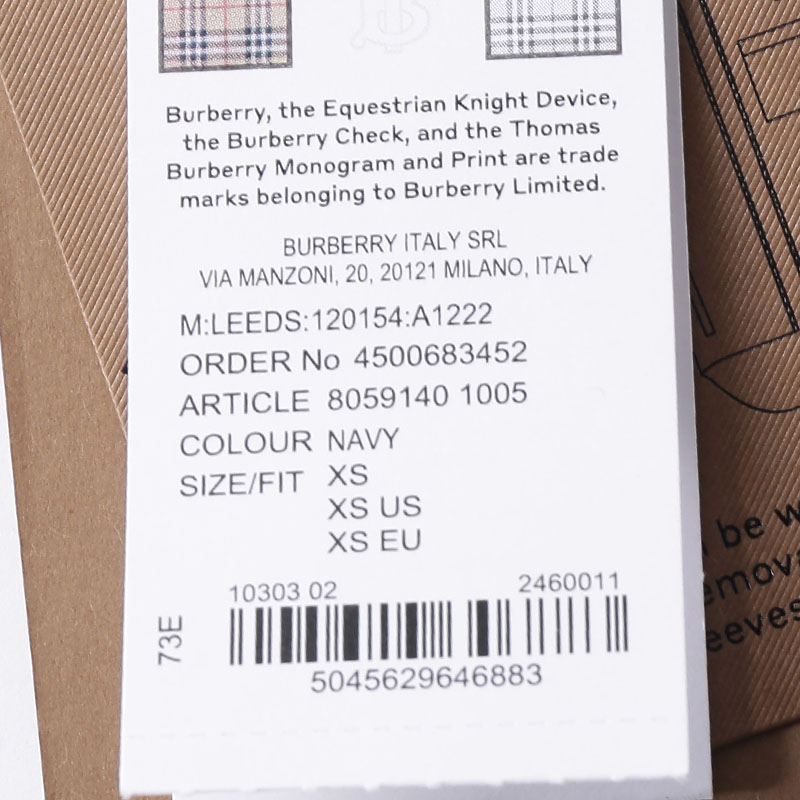 Burberry, the Equestrian Knight Device,
the Burberry Check, and the Thomas
Burberry Monogram and Print are trade
marks belonging to Burberry Limited.
BURBERRY ITALY SRL
VIA MANZONI, 20, 20121 MILANO, ITALY
M:LEEDS:120154:A1222
ORDER No 4500683452
ARTICLE 8059140 1005
COLOUR NAVY
SIZE/FIT XS
XS US
XS EU
10303 02 2460011
73E
5045629646883
be w
emova
eeves